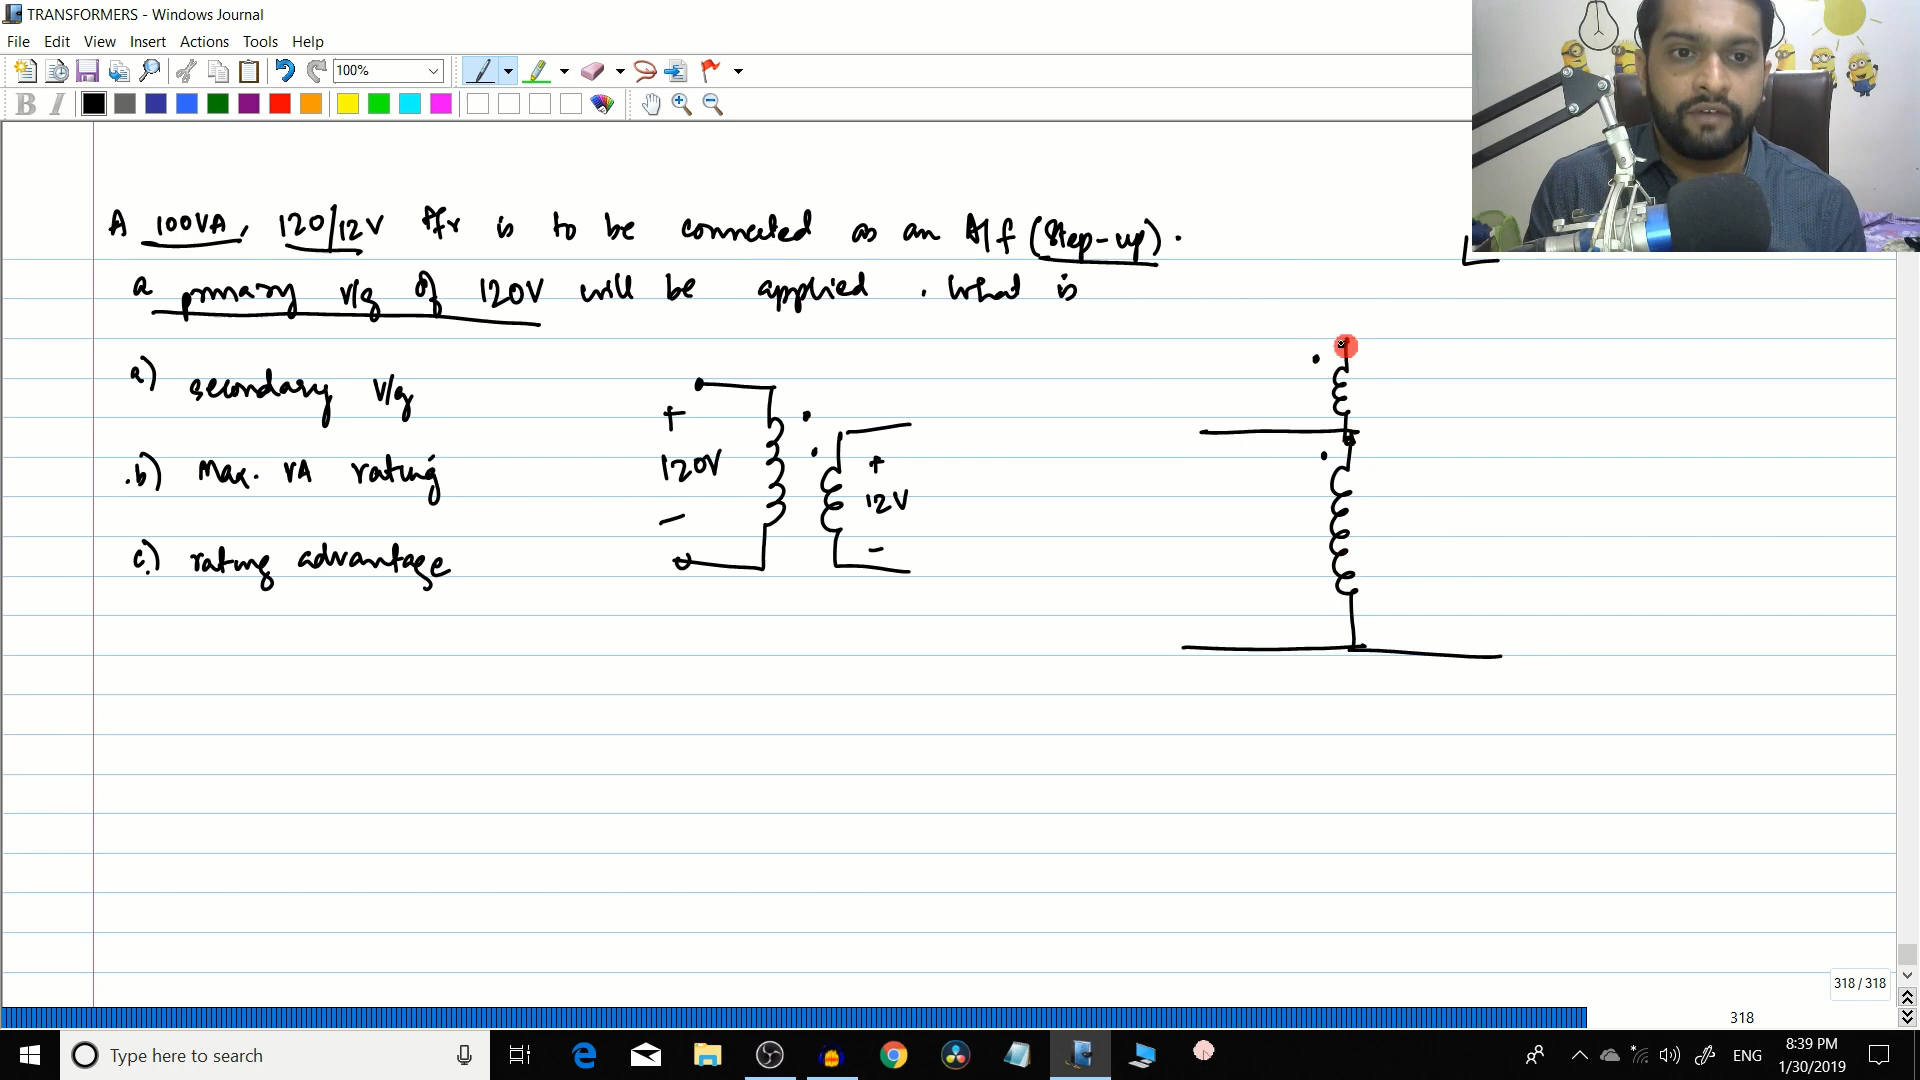 TRANSFORMERS - Windows Journal
File Edit View Insert Actions Tools Help
100%
B I
A 100VA, 120/12V Tfr is to be connected as an A/f (step-up).
a primary v/g of 120V will be applied. What is
a) secondary v/g
b) Max. VA rating
c) rating advantage
+
120V
-
+
12V
-
318 / 318
318
Type here to search
ENG
8:39 PM
1/30/2019